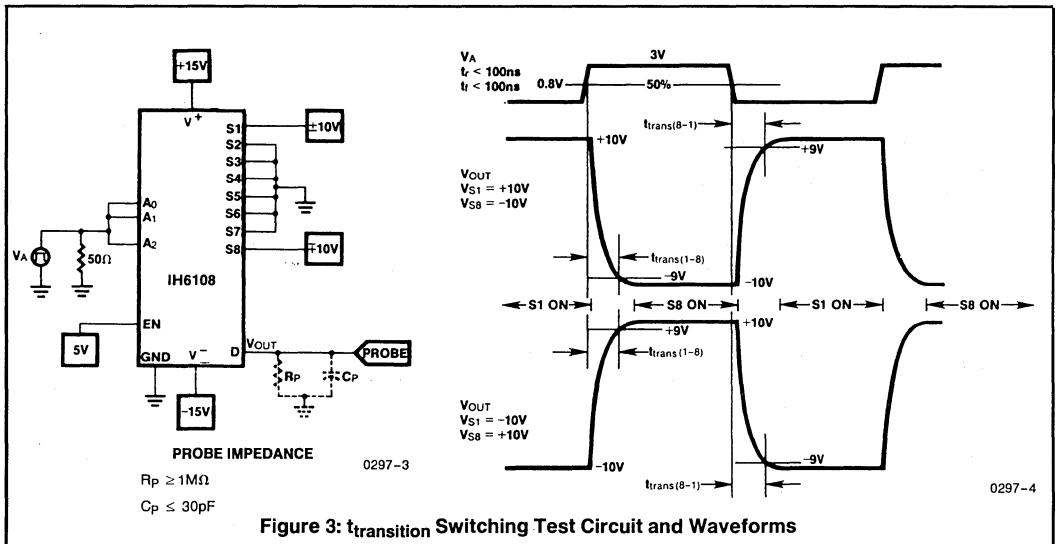 +15V
V+
S1
±10V
S2
S3
S4
S5
S6
S7
S8
∓10V
A0
A1
A2
VA
50Ω
IH6108
EN
5V
GND
V−
D
VOUT
PROBE
RP
CP
−15V
PROBE IMPEDANCE
RP ≥ 1MΩ
CP ≤ 30pF
0297-3
VA
tr < 100ns
tf < 100ns
0.8V
3V
50%
ttrans(8-1)
+10V
+9V
VOUT
VS1 = +10V
VS8 = −10V
ttrans(1-8)
−9V
−10V
S1 ON
S8 ON
S1 ON
S8 ON
+10V
+9V
ttrans(1-8)
VOUT
VS1 = −10V
VS8 = +10V
−10V
−9V
ttrans(8-1)
0297-4
Figure 3: ttransition Switching Test Circuit and Waveforms